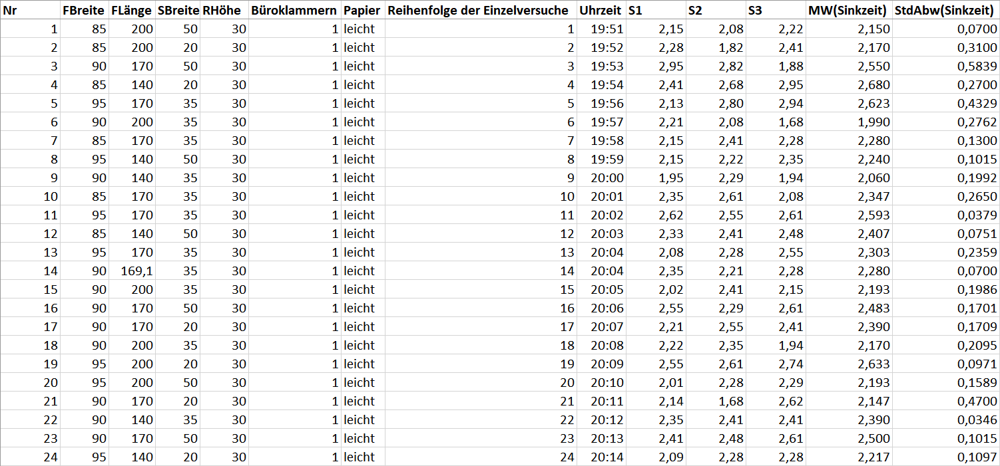 Nr FBreite FLänge SBreite RHöhe Büroklammern Papier Reihenfolge der Einzelversuche Uhrzeit S1 S2 S3 MW(Sinkzeit) StdAbw(Sinkzeit)
1 85 200 50 30 1 leicht 1 19:51 2,15 2,08 2,22 2,150 0,0700
2 85 200 20 30 1 leicht 2 19:52 2,28 1,82 2,41 2,170 0,3100
3 90 170 50 30 1 leicht 3 19:53 2,95 2,82 1,88 2,550 0,5839
4 85 140 20 30 1 leicht 4 19:54 2,41 2,68 2,95 2,680 0,2700
5 95 170 35 30 1 leicht 5 19:56 2,13 2,80 2,94 2,623 0,4329
6 90 200 35 30 1 leicht 6 19:57 2,21 2,08 1,68 1,990 0,2762
7 85 170 35 30 1 leicht 7 19:58 2,15 2,41 2,28 2,280 0,1300
8 95 140 50 30 1 leicht 8 19:59 2,15 2,22 2,35 2,240 0,1015
9 90 140 35 30 1 leicht 9 20:00 1,95 2,29 1,94 2,060 0,1992
10 85 170 35 30 1 leicht 10 20:01 2,35 2,61 2,08 2,347 0,2650
11 95 170 35 30 1 leicht 11 20:02 2,62 2,55 2,61 2,593 0,0379
12 85 140 50 30 1 leicht 12 20:03 2,33 2,41 2,48 2,407 0,0751
13 95 170 35 30 1 leicht 13 20:04 2,08 2,28 2,55 2,303 0,2359
14 90 169,1 35 30 1 leicht 14 20:04 2,35 2,21 2,28 2,280 0,0700
15 90 200 35 30 1 leicht 15 20:05 2,02 2,41 2,15 2,193 0,1986
16 90 170 50 30 1 leicht 16 20:06 2,55 2,29 2,61 2,483 0,1701
17 90 170 20 30 1 leicht 17 20:07 2,21 2,55 2,41 2,390 0,1709
18 90 200 35 30 1 leicht 18 20:08 2,22 2,35 1,94 2,170 0,2095
19 95 200 20 30 1 leicht 19 20:09 2,55 2,61 2,74 2,633 0,0971
20 95 200 50 30 1 leicht 20 20:10 2,01 2,28 2,29 2,193 0,1589
21 90 170 20 30 1 leicht 21 20:11 2,14 1,68 2,62 2,147 0,4700
22 90 140 35 30 1 leicht 22 20:12 2,35 2,41 2,41 2,390 0,0346
23 90 170 50 30 1 leicht 23 20:13 2,41 2,48 2,61 2,500 0,1015
24 95 140 20 30 1 leicht 24 20:14 2,09 2,28 2,28 2,217 0,1097